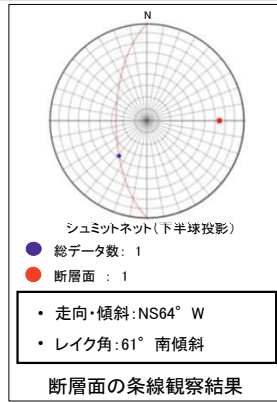 N
シュミットネット(下半球投影)
総データ数: 1
断層面 : 1
• 走向・傾斜:NS64° W
• レイク角:61° 南傾斜
断層面の条線観察結果